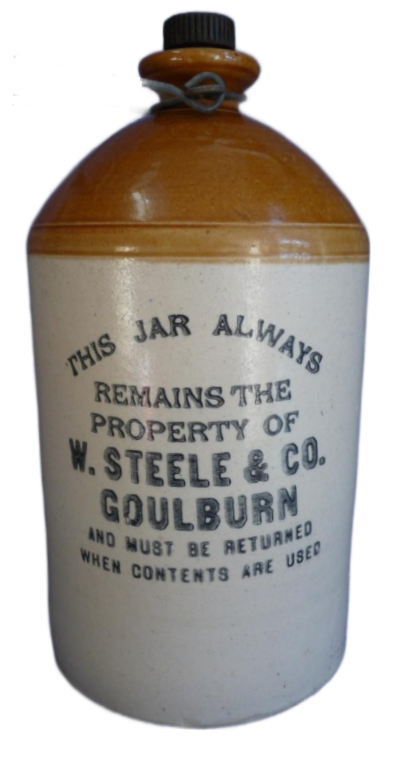 THIS JAR ALWAYS
REMAINS THE
PROPERTY OF
W. STEELE & CO.
GOULBURN
AND MUST BE RETURNED
WHEN CONTENTS ARE USED